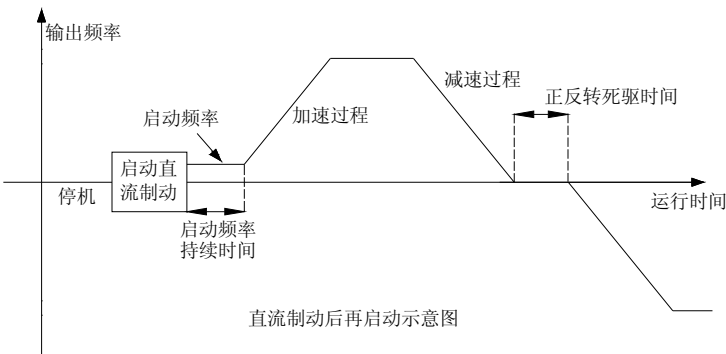 输出频率
减速过程
正反转死驱时间
启动频率
加速过程
启动直
流制动
停机
运行时间
启动频率
持续时间
直流制动后再启动示意图